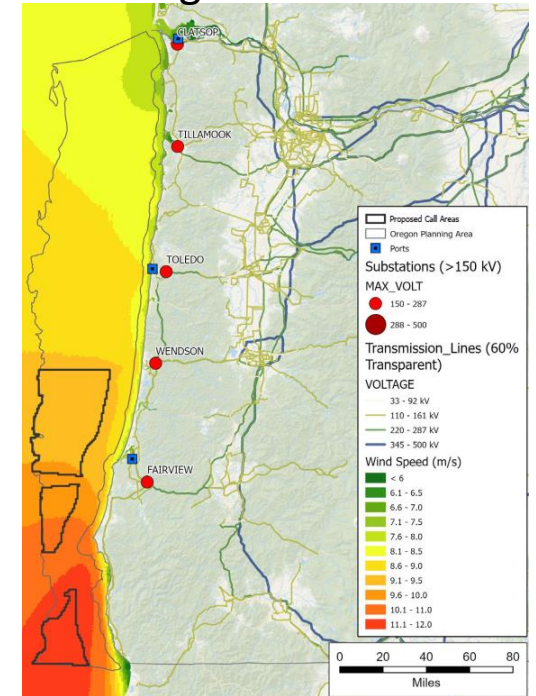 CLATSOP
TILLAMOOK
TOLEDO
WENDSON
FAIRVIEW
Proposed Call Areas
Oregon Planning Area
Ports
Substations (>150 kV)
MAX_VOLT
150 - 287
288 - 500
Transmission_Lines (60%
Transparent)
VOLTAGE
33 - 92 kV
110 - 161 kV
220 - 287 kV
345 - 500 kV
Wind Speed (m/s)
< 6
6.1 - 6.5
6.6 - 7.0
7.1 - 7.5
7.6 - 8.0
8.1 - 8.5
8.6 - 9.0
9.1 - 9.5
9.6 - 10.0
10.1 - 11.0
11.1 - 12.0
0 20 40 60 80
Miles